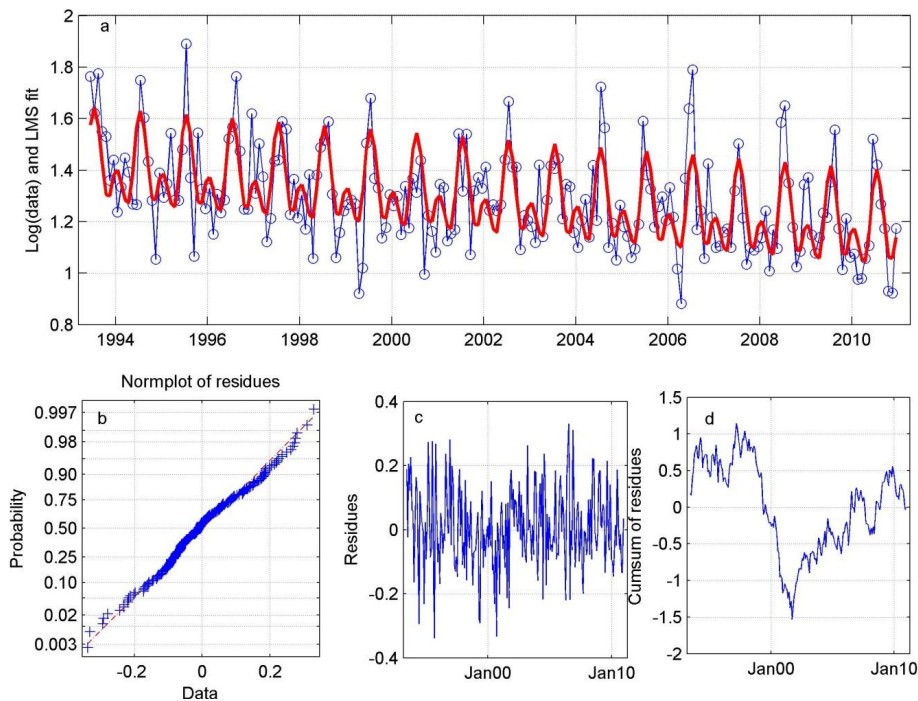 a
Log(data) and LMS fit
2
1.8
1.6
1.4
1.2
1
0.8
1994 1996 1998 2000 2002 2004 2006 2008 2010
Normplot of residues
b
Probability
0.997
0.98
0.90
0.75
0.50
0.25
0.10
0.02
0.003
-0.2 0 0.2
Data
c
Residues
0.4
0.2
0
-0.2
-0.4
Jan00 Jan10
d
Cumsum of residues
1.5
1
0.5
0
-0.5
-1
-1.5
-2
Jan00 Jan10